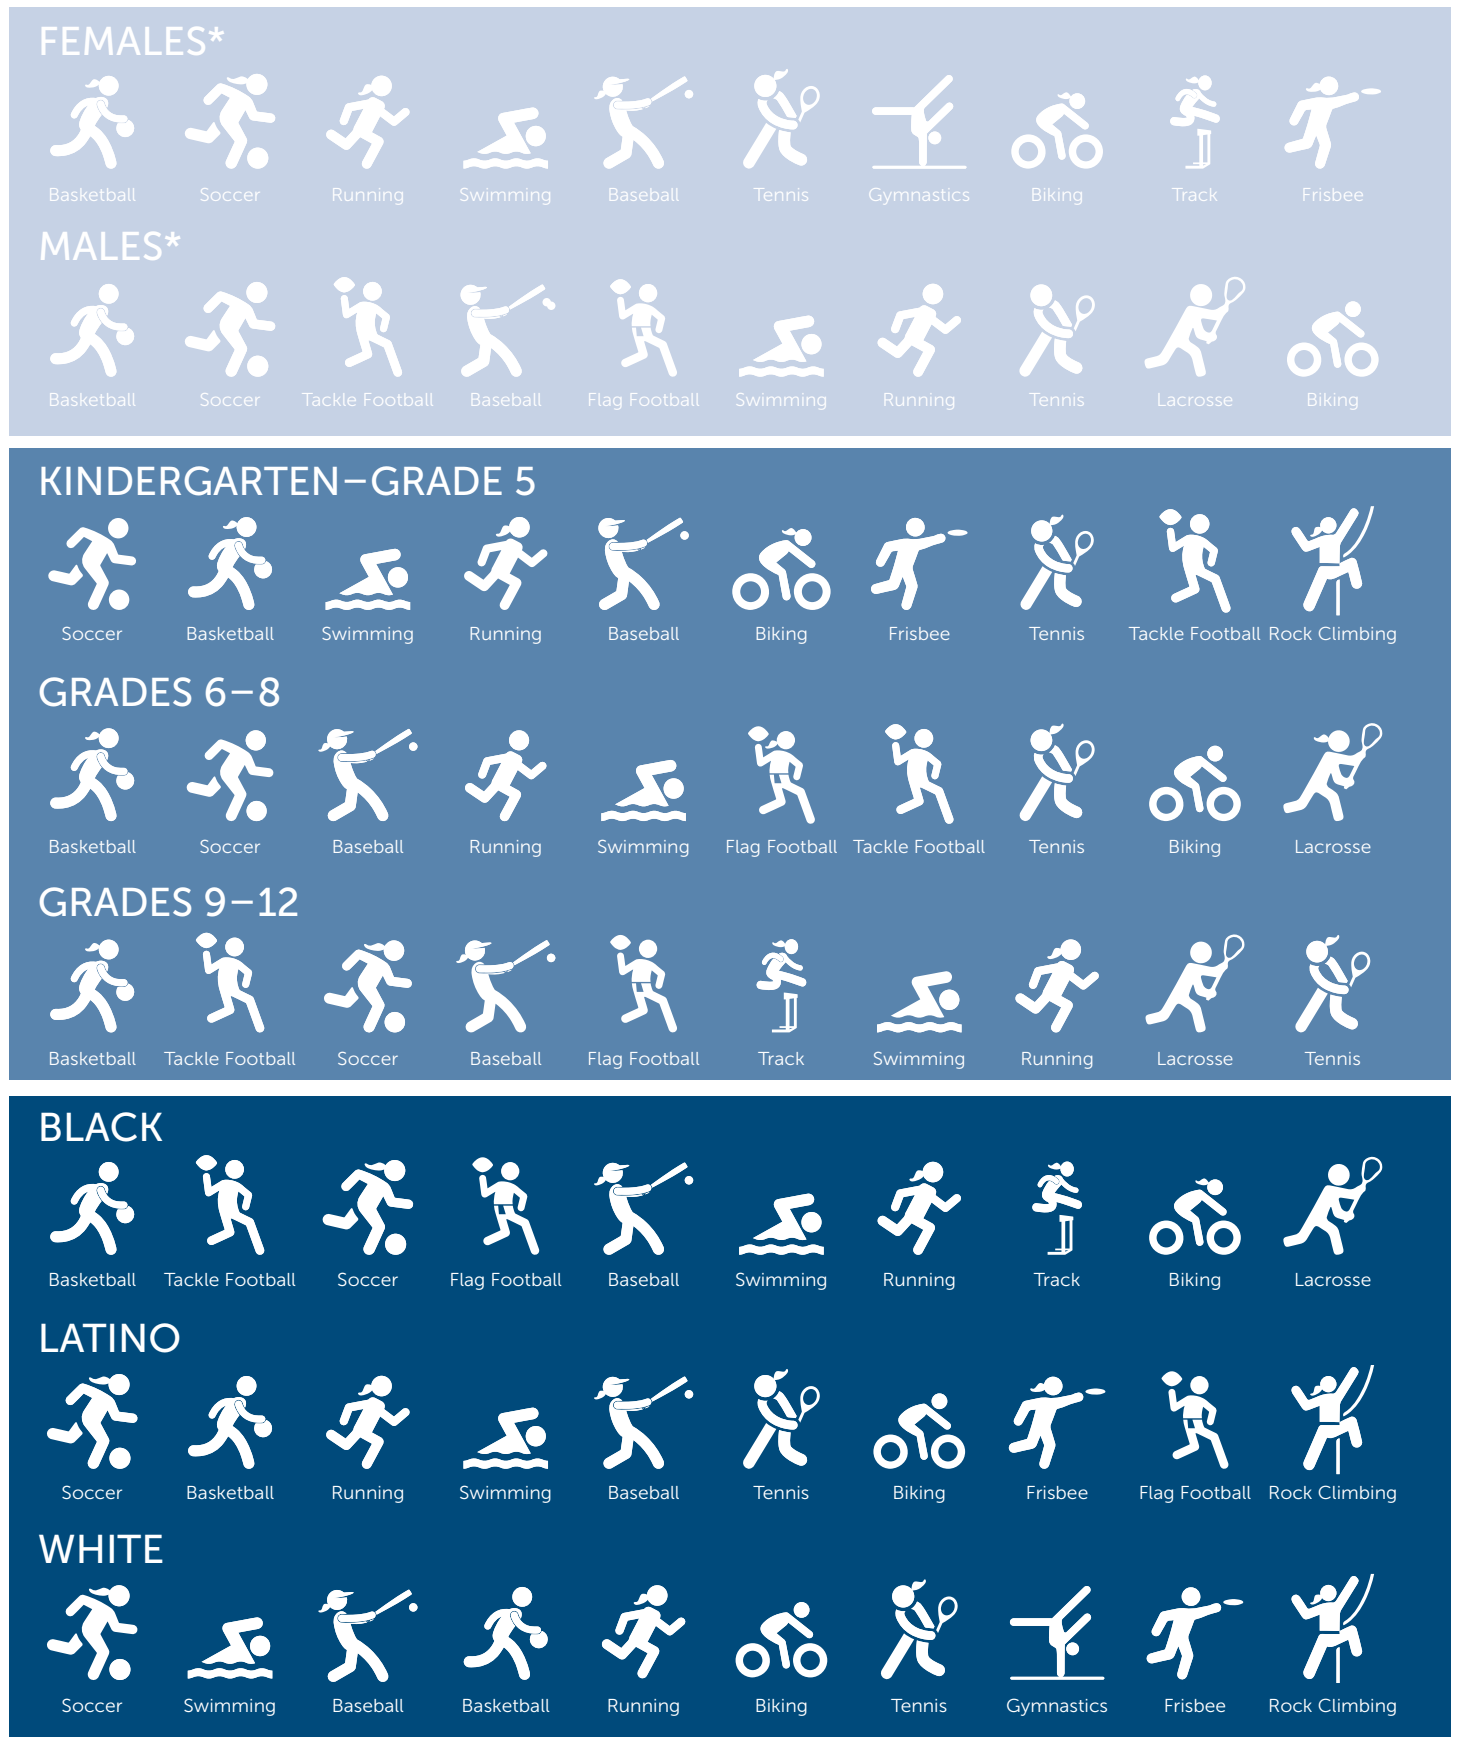 FEMALES*
Basketball Soccer Running Swimming Baseball Tennis Gymnastics Biking Track Frisbee
MALES*
Basketball Soccer Tackle Football Baseball Flag Football Swimming Running Tennis Lacrosse Biking
KINDERGARTEN–GRADE 5
Soccer Basketball Swimming Running Baseball Biking Frisbee Tennis Tackle Football Rock Climbing
GRADES 6–8
Basketball Soccer Baseball Running Swimming Flag Football Tackle Football Tennis Biking Lacrosse
GRADES 9–12
Basketball Tackle Football Soccer Baseball Flag Football Track Swimming Running Lacrosse Tennis
BLACK
Basketball Tackle Football Soccer Flag Football Baseball Swimming Running Track Biking Lacrosse
LATINO
Soccer Basketball Running Swimming Baseball Tennis Biking Frisbee Flag Football Rock Climbing
WHITE
Soccer Swimming Baseball Basketball Running Biking Tennis Gymnastics Frisbee Rock Climbing